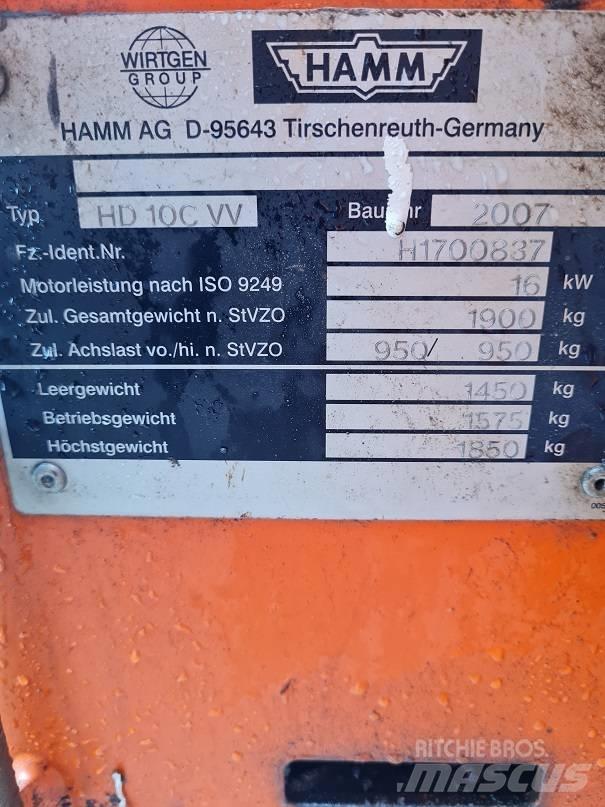 WIRTGEN
GROUP
HAMM
HAMM AG D-95643 Tirschenreuth-Germany
Typ HD 10C VV 2007
Fz.-Ident.Nr. H1700837
Motorleistung nach ISO 9249 16 kW
Zul. Gesamtgewicht n. StVZO 1900 kg
Zul. Achslast vo./hi. n. StVZO 950/ 950 kg
Leergewicht 1450 kg
Betriebsgewicht 1575 kg
Höchstgewicht 1850 kg
RITCHIE BROS.
MASCUS